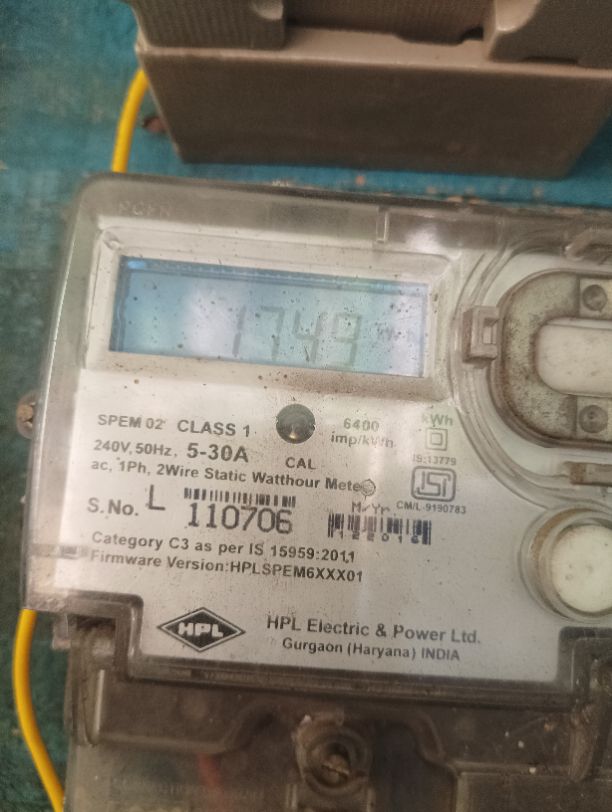 1749
SPEM 02 CLASS 1
6400
imp/kWh
kWh
240V, 50Hz, 5-30A
CAL
IS:13779
ac, 1Ph, 2Wire Static Watthour Meter
ISI
CM/L-9190783
S.No. L 110706
M/Yr.
Category C3 as per IS 15959:2011
Firmware Version:HPLSPEM6XXX01
HPL
HPL Electric & Power Ltd.
Gurgaon (Haryana) INDIA